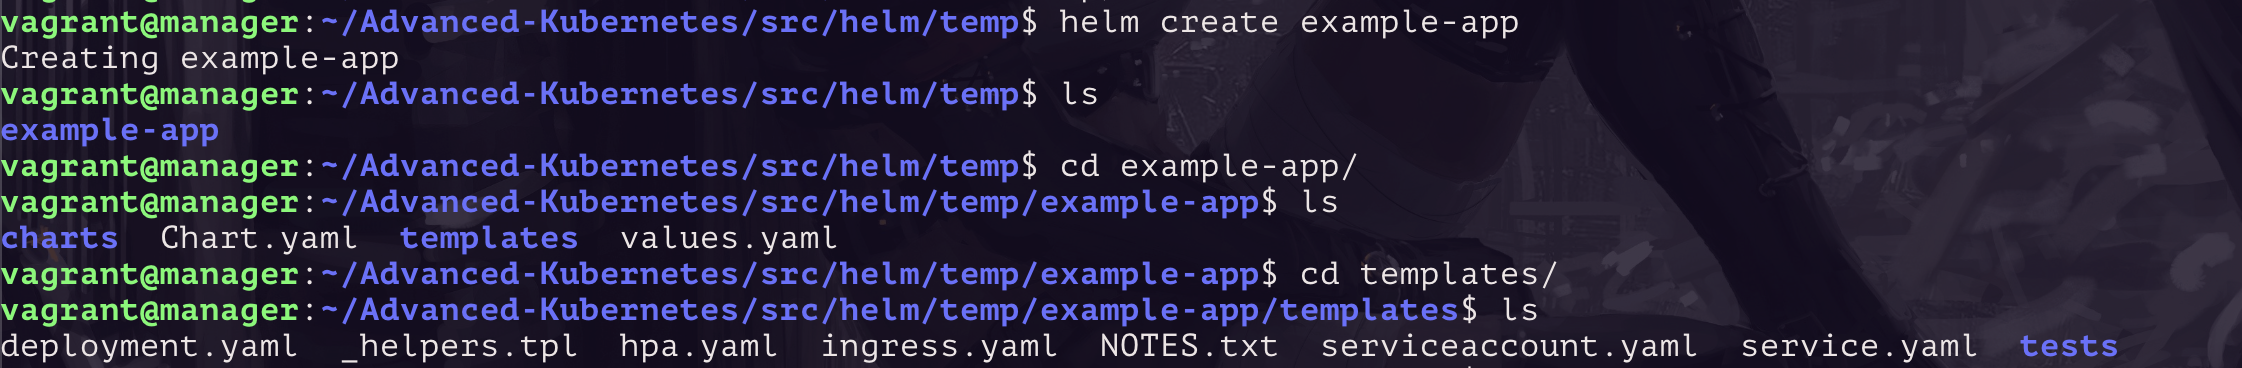 vagrant@manager:~/Advanced-Kubernetes/src/helm/temp$ helm create example-app
Creating example-app
vagrant@manager:~/Advanced-Kubernetes/src/helm/temp$ ls
example-app
vagrant@manager:~/Advanced-Kubernetes/src/helm/temp$ cd example-app/
vagrant@manager:~/Advanced-Kubernetes/src/helm/temp/example-app$ ls
charts  Chart.yaml  templates  values.yaml
vagrant@manager:~/Advanced-Kubernetes/src/helm/temp/example-app$ cd templates/
vagrant@manager:~/Advanced-Kubernetes/src/helm/temp/example-app/templates$ ls
deployment.yaml  _helpers.tpl  hpa.yaml  ingress.yaml  NOTES.txt  serviceaccount.yaml  service.yaml  tests